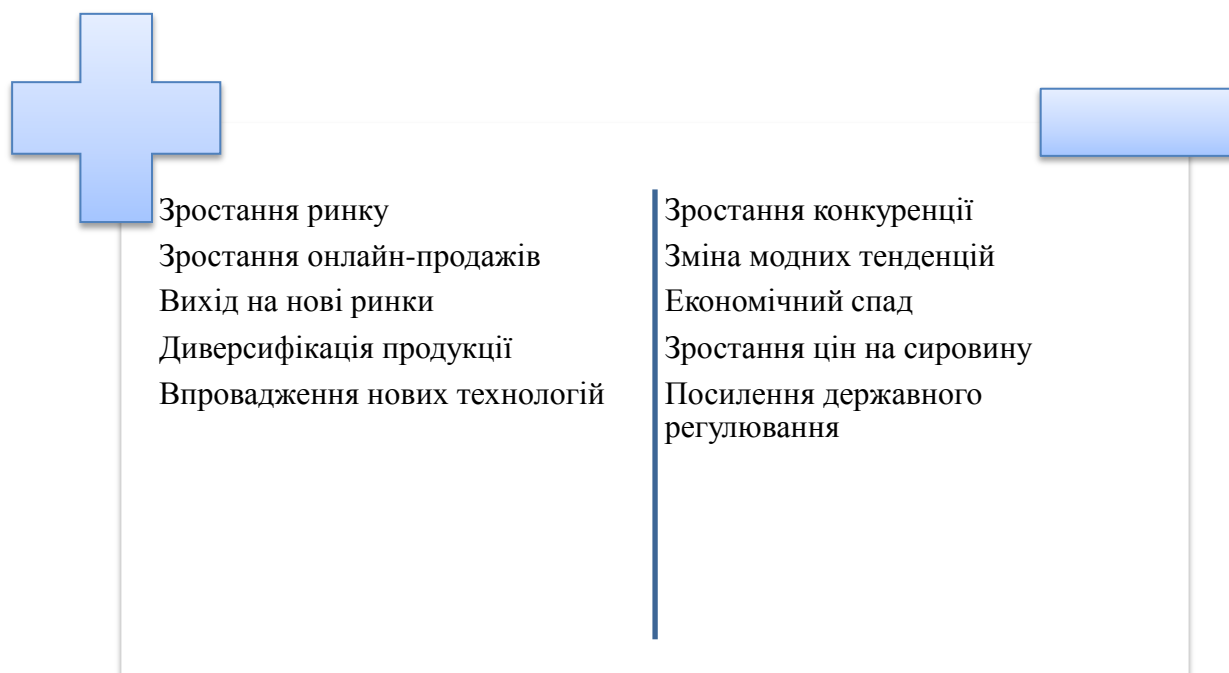 Зростання ринку
Зростання онлайн-продажів
Вихід на нові ринки
Диверсифікація продукції
Впровадження нових технологій
Зростання конкуренції
Зміна модних тенденцій
Економічний спад
Зростання цін на сировину
Посилення державного
регулювання